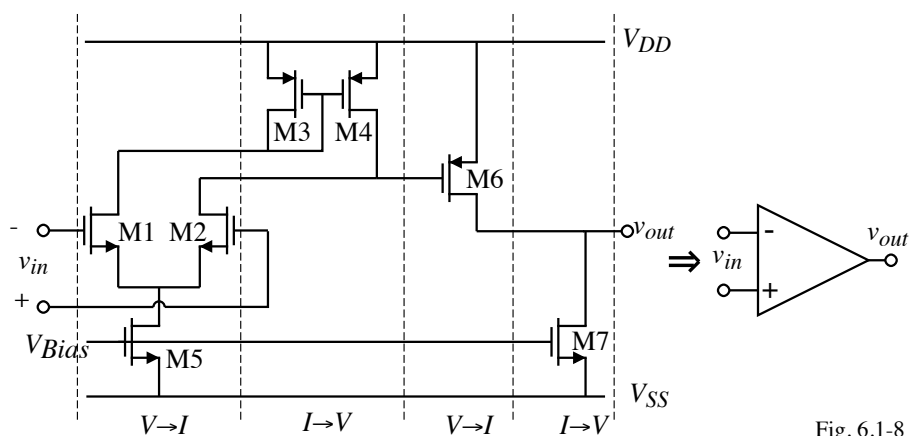 V_DD
M3 M4
M6
- M1 M2 v_out ⇒ - v_out
v_in v_in
+ +
V_Bias M5 M7
V_SS
V→I I→V V→I I→V
Fig. 6.1-8